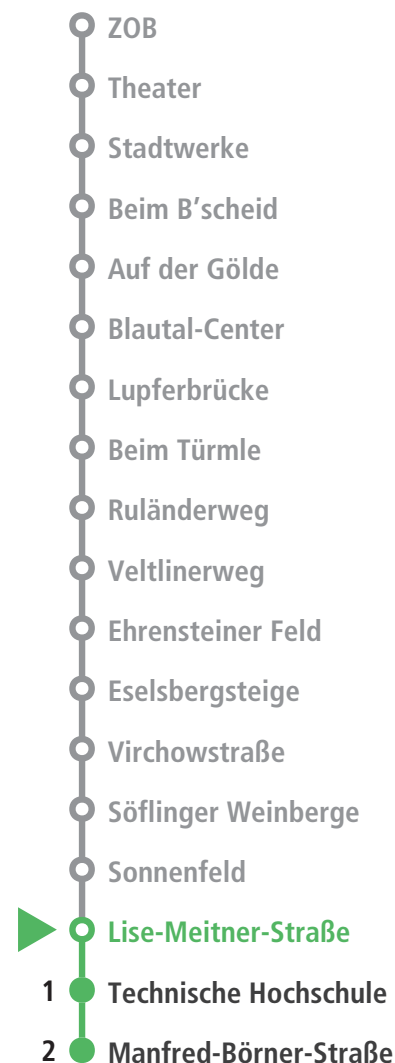 ZOB
Theater
Stadtwerke
Beim B’scheid
Auf der Gölde
Blautal-Center
Lupferbrücke
Beim Türmle
Ruländerweg
Veltlinerweg
Ehrensteiner Feld
Eselsbergsteige
Virchowstraße
Söflinger Weinberge
Sonnenfeld
Lise-Meitner-Straße
1 Technische Hochschule
2 Manfred-Börner-Straße